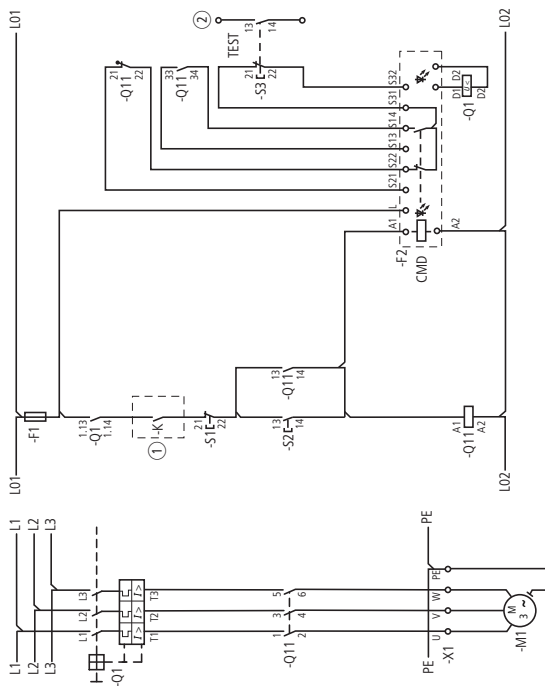 L01
L01
-F1
-Q1
1.13
1.14
-K
1
-S1
21
22
-S2
13
14
-Q11
13
14
-Q11
A1
A2
L02
L02
-Q1
21
22
-Q1
33
34
-S3
21
22
TEST
13
14
2
-F2
CMD
A1
L
S21
S22
S13
S14
S31
S32
A2
D1
D2
D2
U<
-Q1
L1
L2
L3
L1
L2
L3
-Q1
L1
L2
L3
I>
I>
I>
T1
T2
T3
-Q11
1
3
5
2
4
6
PE
PE
-X1
U
V
W
PE
M
3 ~
-M1